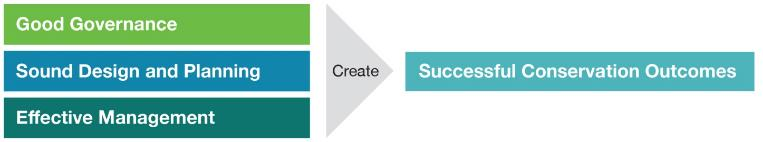 Good Governance
Sound Design and Planning
Effective Management
Create
Successful Conservation Outcomes